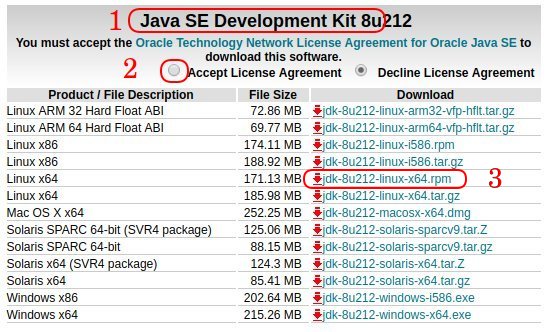 1 Java SE Development Kit 8u212
You must accept the Oracle Technology Network License Agreement for Oracle Java SE to
download this software.
2 Accept License Agreement Decline License Agreement
Product / File Description File Size Download
Linux ARM 32 Hard Float ABI 72.86 MB jdk-8u212-linux-arm32-vfp-hflt.tar.gz
Linux ARM 64 Hard Float ABI 69.77 MB jdk-8u212-linux-arm64-vfp-hflt.tar.gz
Linux x86 174.11 MB jdk-8u212-linux-i586.rpm
Linux x86 188.92 MB jdk-8u212-linux-i586.tar.gz
Linux x64 171.13 MB jdk-8u212-linux-x64.rpm 3
Linux x64 185.98 MB jdk-8u212-linux-x64.tar.gz
Mac OS X x64 252.25 MB jdk-8u212-macosx-x64.dmg
Solaris SPARC 64-bit (SVR4 package) 125.06 MB jdk-8u212-solaris-sparcv9.tar.Z
Solaris SPARC 64-bit 88.15 MB jdk-8u212-solaris-sparcv9.tar.gz
Solaris x64 (SVR4 package) 124.3 MB jdk-8u212-solaris-x64.tar.Z
Solaris x64 85.41 MB jdk-8u212-solaris-x64.tar.gz
Windows x86 202.64 MB jdk-8u212-windows-i586.exe
Windows x64 215.26 MB jdk-8u212-windows-x64.exe